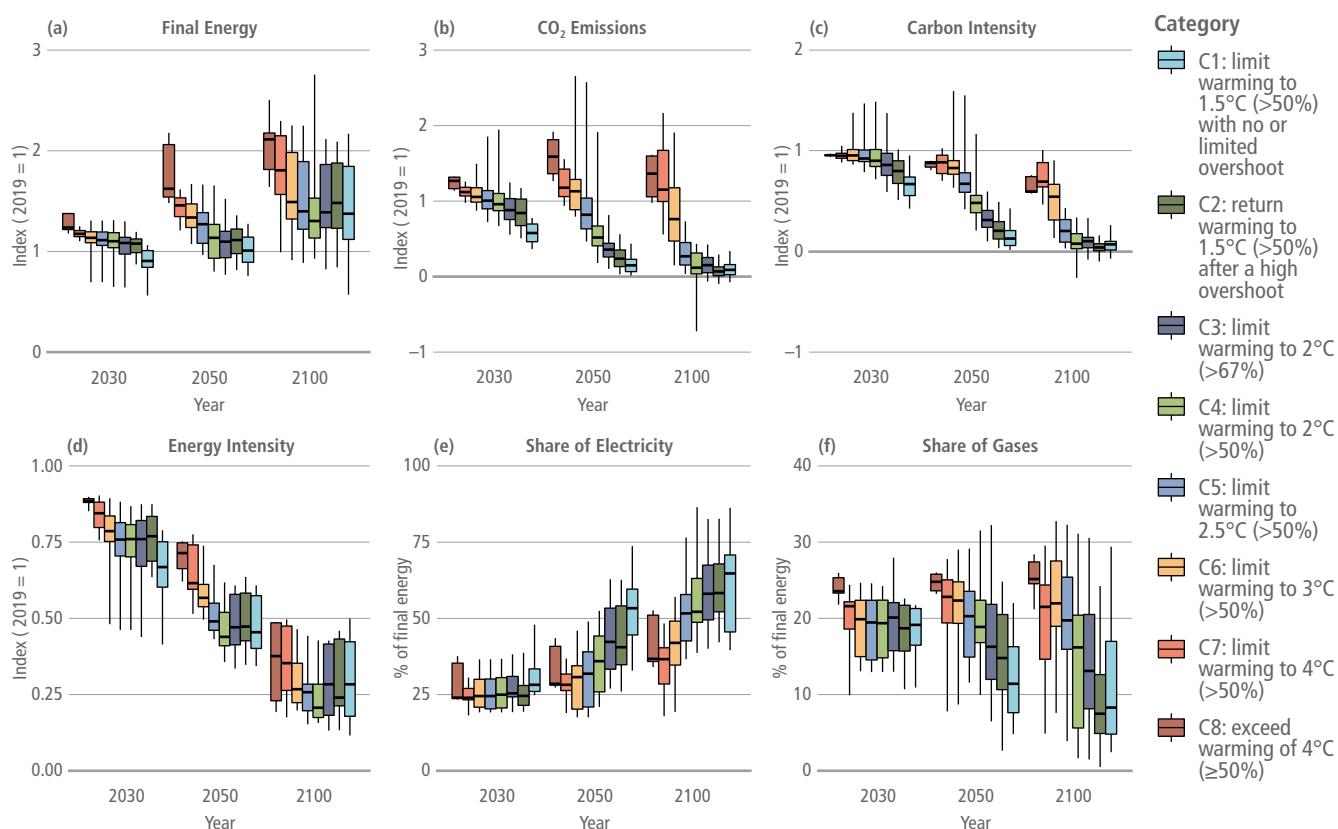 (a) Final Energy
3
2
1
0
Index ( 2019 = 1)
2030 2050 2100
Year
(b) CO₂ Emissions
3
2
1
0
−1
Index ( 2019 = 1)
2030 2050 2100
Year
(c) Carbon Intensity
2
1
0
−1
Index ( 2019 = 1)
2030 2050 2100
Year
(d) Energy Intensity
1.00
0.75
0.50
0.25
0.00
Index ( 2019 = 1)
2030 2050 2100
Year
(e) Share of Electricity
100
75
50
25
0
% of final energy
2030 2050 2100
Year
(f) Share of Gases
40
30
20
10
0
% of final energy
2030 2050 2100
Year
Category
C1: limit
warming to
1.5°C (>50%)
with no or
limited
overshoot
C2: return
warming to
1.5°C (>50%)
after a high
overshoot
C3: limit
warming to 2°C
(>67%)
C4: limit
warming to 2°C
(>50%)
C5: limit
warming to
2.5°C (>50%)
C6: limit
warming to 3°C
(>50%)
C7: limit
warming to 4°C
(>50%)
C8: exceed
warming of 4°C
(≥50%)